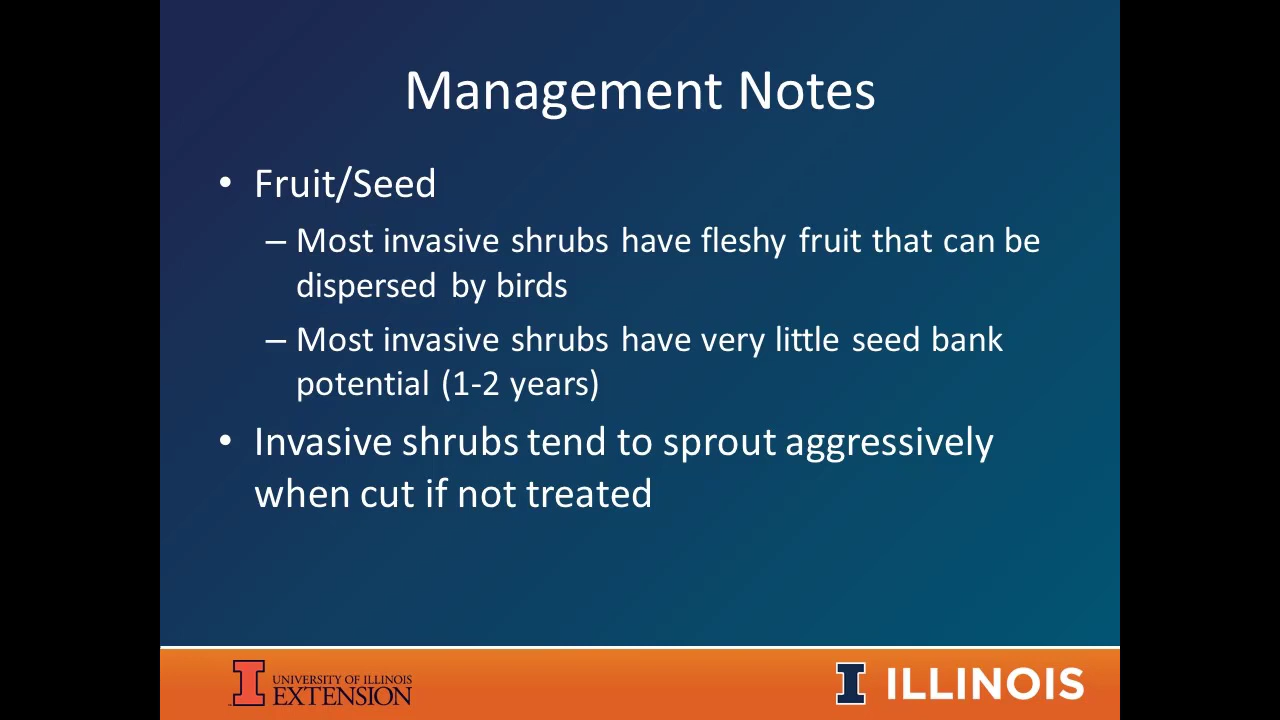 Management Notes
• Fruit/Seed
– Most invasive shrubs have fleshy fruit that can be
dispersed by birds
– Most invasive shrubs have very little seed bank
potential (1-2 years)
• Invasive shrubs tend to sprout aggressively
when cut if not treated
UNIVERSITY OF ILLINOIS
EXTENSION
ILLINOIS